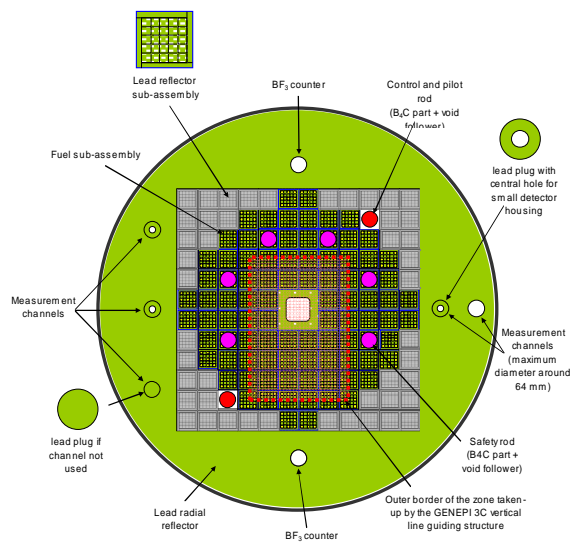 Lead reflector
sub-assembly
BF3 counter
Control and pilot
rod
(B4C part + void
follower)
Fuel sub-assembly
lead plug with
central hole for
small detector
housing
Measurement
channels
Measurement
channels
(maximum
diameter around
64 mm)
lead plug if
channel not
used
Safety rod
(B4C part +
void follower)
Lead radial
reflector
BF3 counter
Outer border of the zone taken-
up by the GENEPI 3C vertical
line guiding structure